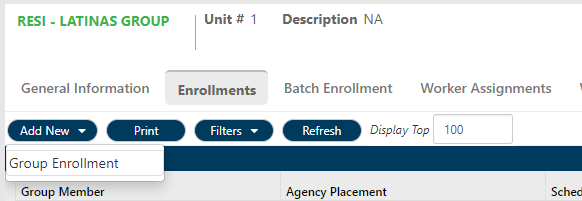 RESI - LATINAS GROUP Unit # 1 Description NA
General Information Enrollments Batch Enrollment Worker Assignments
Add New Print Filters Refresh Display Top 100
Group Enrollment
Group Member Agency Placement Sched